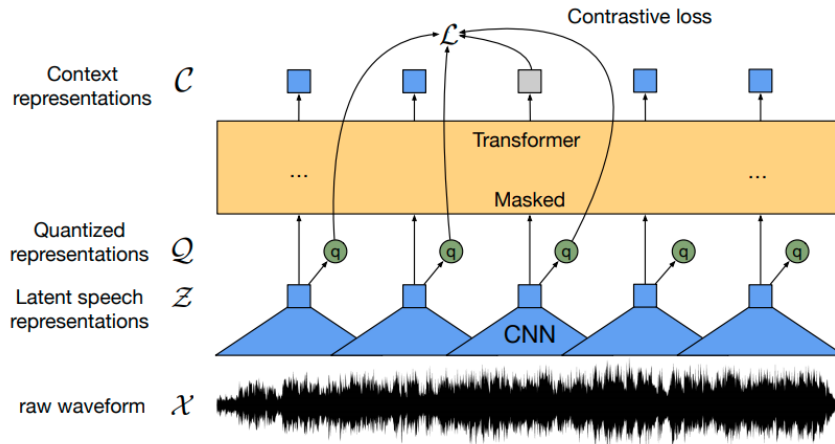 Contrastive loss
ℒ
Context
representations 𝒞
Transformer
... ...
Masked
Quantized
representations 𝒬
q q q q q
Latent speech
representations 𝒵
CNN
raw waveform 𝒳